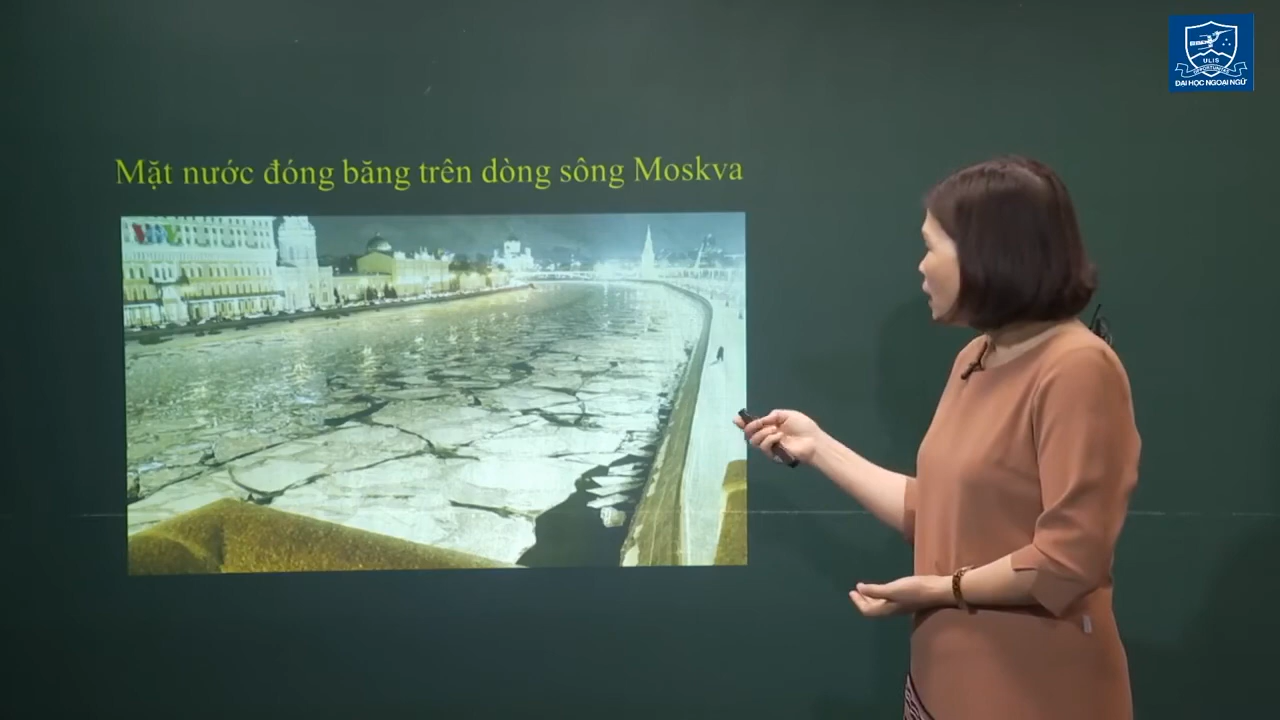 ULIS
ĐẠI HỌC NGOẠI NGỮ
Mặt nước đóng băng trên dòng sông Moskva